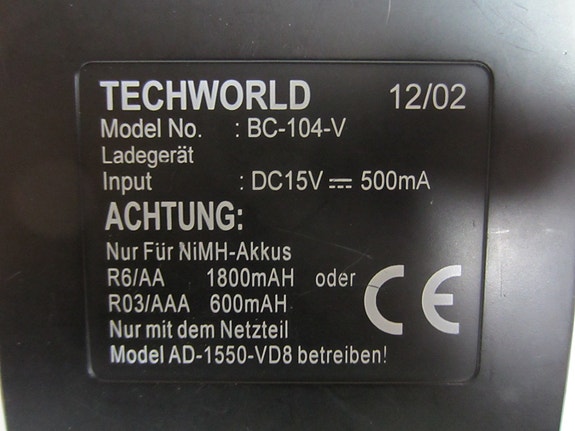 TECHWORLD 12/02
Model No. : BC-104-V
Ladegerät
Input : DC15V ⎓ 500mA
ACHTUNG:
Nur Für NiMH-Akkus
R6/AA 1800mAH oder
R03/AAA 600mAH
Nur mit dem Netzteil
Model AD-1550-VD8 betreiben!
CE